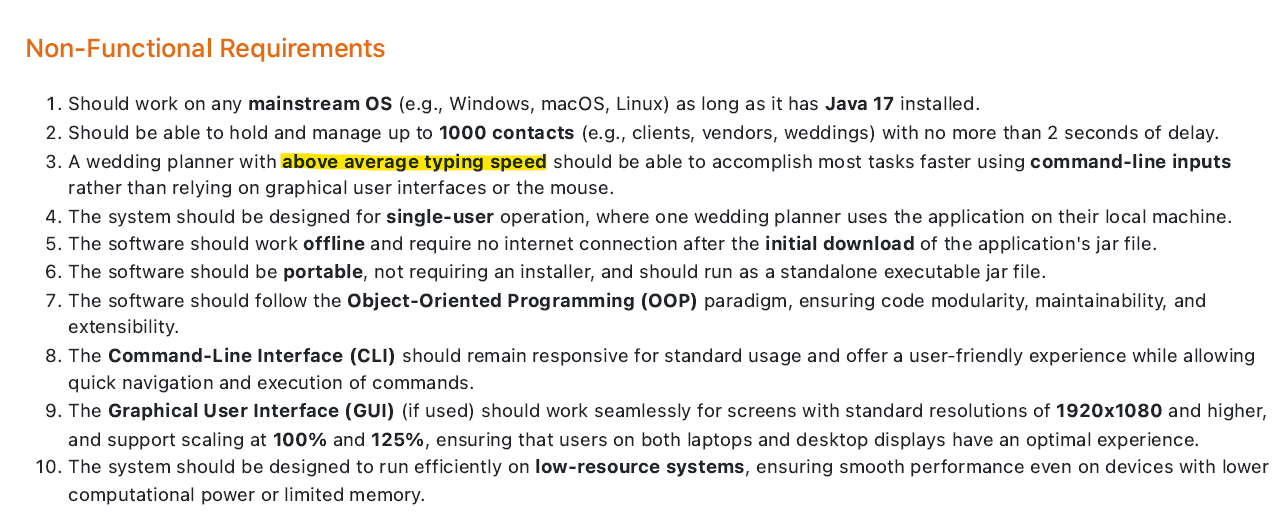 Non-Functional Requirements
1. Should work on any mainstream OS (e.g., Windows, macOS, Linux) as long as it has Java 17 installed.
2. Should be able to hold and manage up to 1000 contacts (e.g., clients, vendors, weddings) with no more than 2 seconds of delay.
3. A wedding planner with above average typing speed should be able to accomplish most tasks faster using command-line inputs
rather than relying on graphical user interfaces or the mouse.
4. The system should be designed for single-user operation, where one wedding planner uses the application on their local machine.
5. The software should work offline and require no internet connection after the initial download of the application's jar file.
6. The software should be portable, not requiring an installer, and should run as a standalone executable jar file.
7. The software should follow the Object-Oriented Programming (OOP) paradigm, ensuring code modularity, maintainability, and
extensibility.
8. The Command-Line Interface (CLI) should remain responsive for standard usage and offer a user-friendly experience while allowing
quick navigation and execution of commands.
9. The Graphical User Interface (GUI) (if used) should work seamlessly for screens with standard resolutions of 1920x1080 and higher,
and support scaling at 100% and 125%, ensuring that users on both laptops and desktop displays have an optimal experience.
10. The system should be designed to run efficiently on low-resource systems, ensuring smooth performance even on devices with lower
computational power or limited memory.